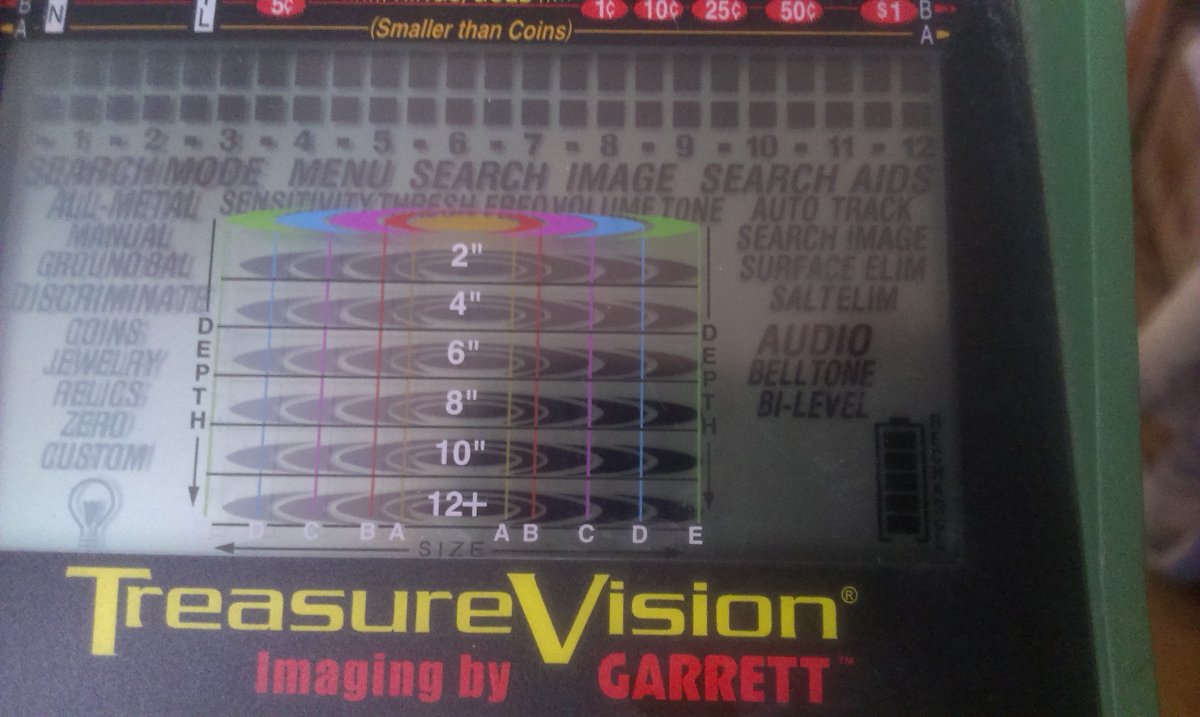 N L 5¢ 1¢ 10¢ 25¢ 50¢ $1 B
A (Smaller than Coins) A
1 2 3 4 5 6 7 8 9 10 11 12
SEARCH MODE MENU SEARCH IMAGE SEARCH AIDS
ALL-METAL SENSITIVITY THRESH FREQ VOLUME TONE AUTO TRACK
MANUAL 2" SEARCH IMAGE
GROUND BAL SURFACE ELIM
DISCRIMINATE 4" SALT ELIM
COINS DEPTH DEPTH AUDIO
JEWELRY 6" BELLTONE
RELICS 8" BI-LEVEL
ZERO
CUSTOM 10"
12+
D C B A A B C D E
SIZE
TREASUREVISION®
Imaging by GARRETT™